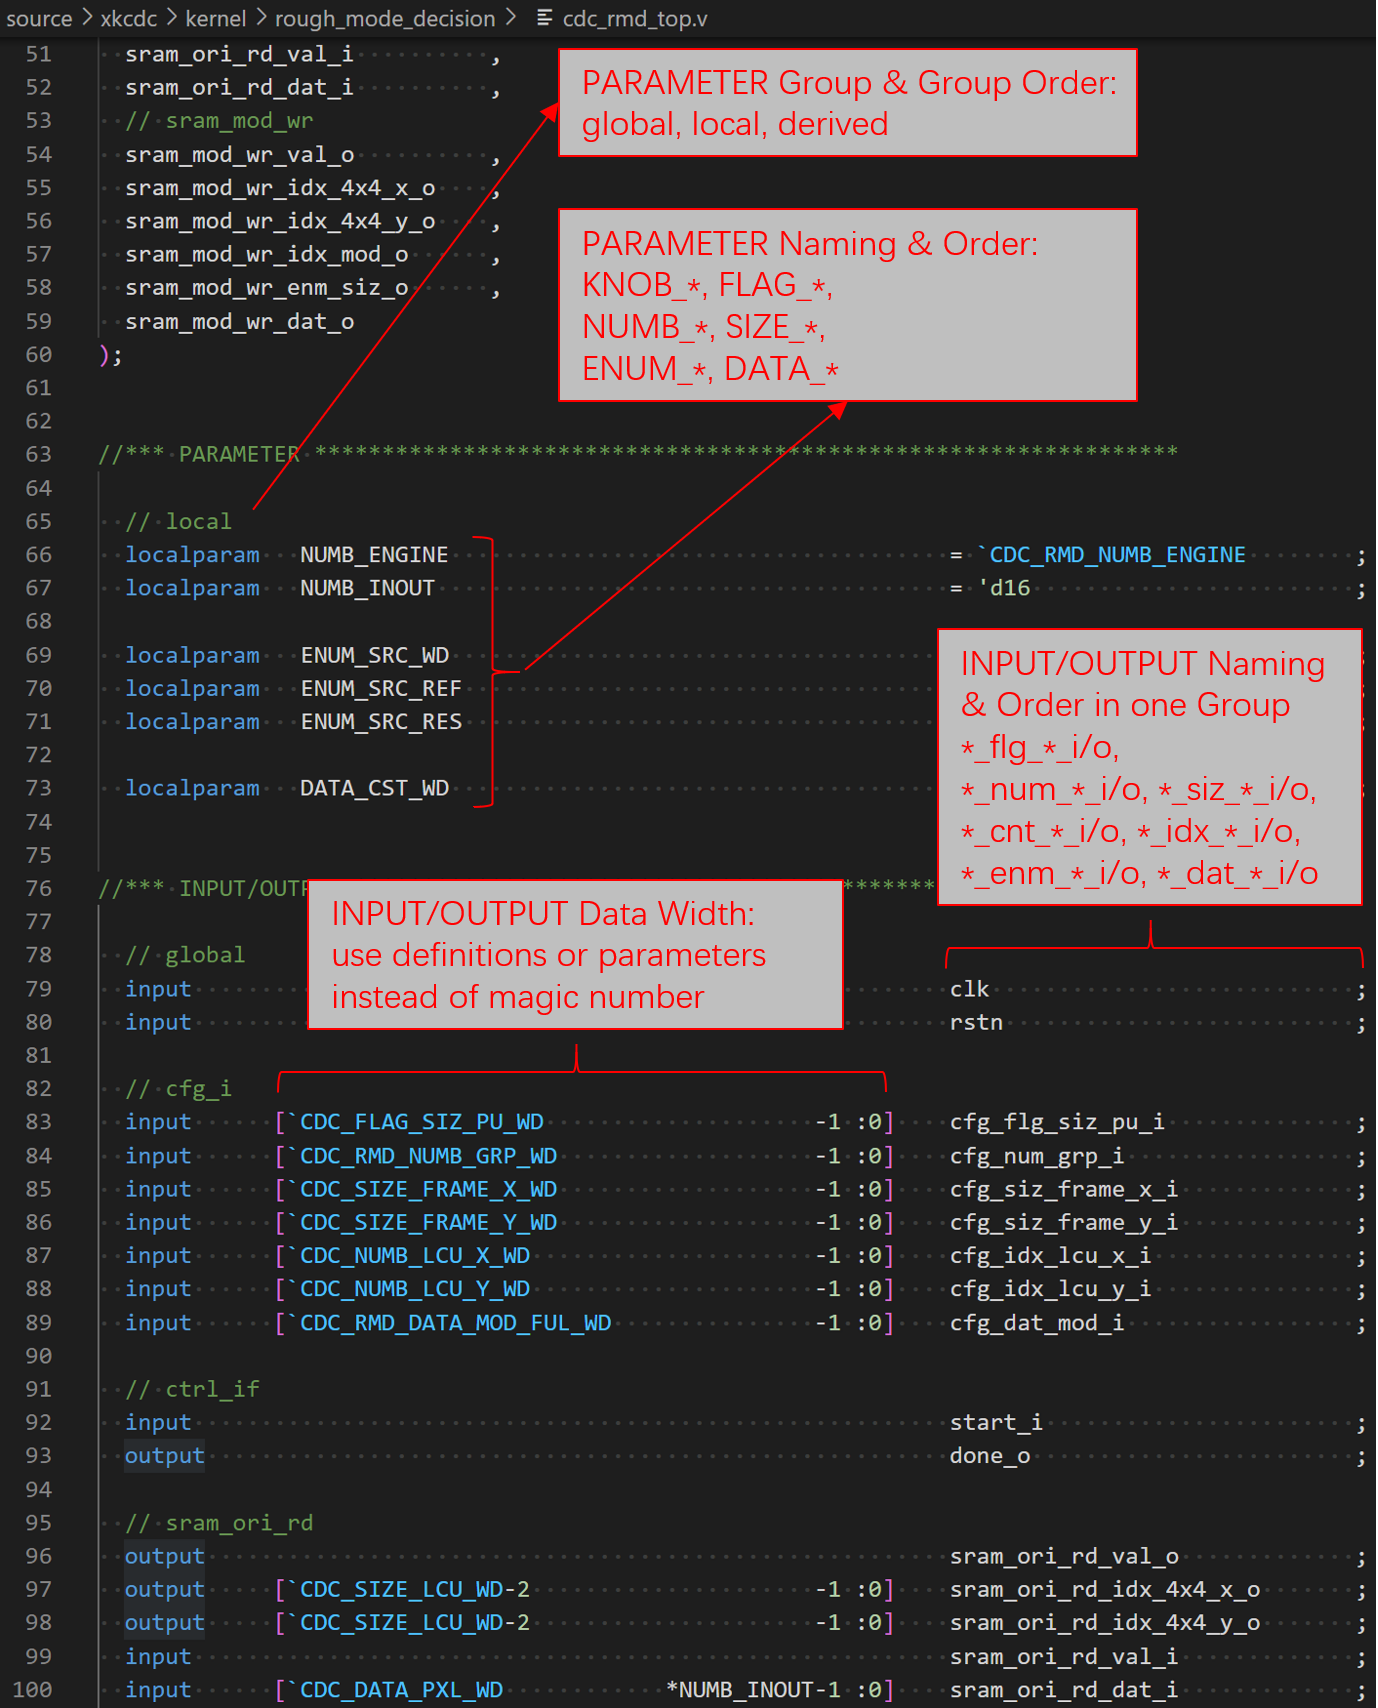 source > xkcdc > kernel > rough_mode_decision > cdc_rmd_top.v
51 sram_ori_rd_val_i ,
52 sram_ori_rd_dat_i ,
53 // sram_mod_wr
54 sram_mod_wr_val_o ,
55 sram_mod_wr_idx_4x4_x_o ,
56 sram_mod_wr_idx_4x4_y_o ,
57 sram_mod_wr_idx_mod_o ,
58 sram_mod_wr_enm_siz_o ,
59 sram_mod_wr_dat_o
60 );
61
62
PARAMETER Group & Group Order:
global, local, derived
PARAMETER Naming & Order:
KNOB_*, FLAG_*,
NUMB_*, SIZE_*,
ENUM_*, DATA_*
63 //*** PARAMETER ****************************************************************
64
65 // local
66 localparam NUMB_ENGINE = `CDC_RMD_NUMB_ENGINE ;
67 localparam NUMB_INOUT = 'd16 ;
68
69 localparam ENUM_SRC_WD
70 localparam ENUM_SRC_REF
71 localparam ENUM_SRC_RES
72
73 localparam DATA_CST_WD
74
75
INPUT/OUTPUT Naming
& Order in one Group
*_flg_*_i/o,
*_num_*_i/o, *_siz_*_i/o,
*_cnt_*_i/o, *_idx_*_i/o,
*_enm_*_i/o, *_dat_*_i/o
76 //*** INPUT/OUTP *******
INPUT/OUTPUT Data Width:
use definitions or parameters
instead of magic number
77
78 // global
79 input clk ;
80 input rstn ;
81
82 // cfg_i
83 input [`CDC_FLAG_SIZ_PU_WD -1 :0] cfg_flg_siz_pu_i ;
84 input [`CDC_RMD_NUMB_GRP_WD -1 :0] cfg_num_grp_i ;
85 input [`CDC_SIZE_FRAME_X_WD -1 :0] cfg_siz_frame_x_i ;
86 input [`CDC_SIZE_FRAME_Y_WD -1 :0] cfg_siz_frame_y_i ;
87 input [`CDC_NUMB_LCU_X_WD -1 :0] cfg_idx_lcu_x_i ;
88 input [`CDC_NUMB_LCU_Y_WD -1 :0] cfg_idx_lcu_y_i ;
89 input [`CDC_RMD_DATA_MOD_FUL_WD -1 :0] cfg_dat_mod_i ;
90
91 // ctrl_if
92 input start_i ;
93 output done_o ;
94
95 // sram_ori_rd
96 output sram_ori_rd_val_o ;
97 output [`CDC_SIZE_LCU_WD-2 -1 :0] sram_ori_rd_idx_4x4_x_o ;
98 output [`CDC_SIZE_LCU_WD-2 -1 :0] sram_ori_rd_idx_4x4_y_o ;
99 input sram_ori_rd_val_i ;
100 input [`CDC_DATA_PXL_WD *NUMB_INOUT-1 :0] sram_ori_rd_dat_i ;